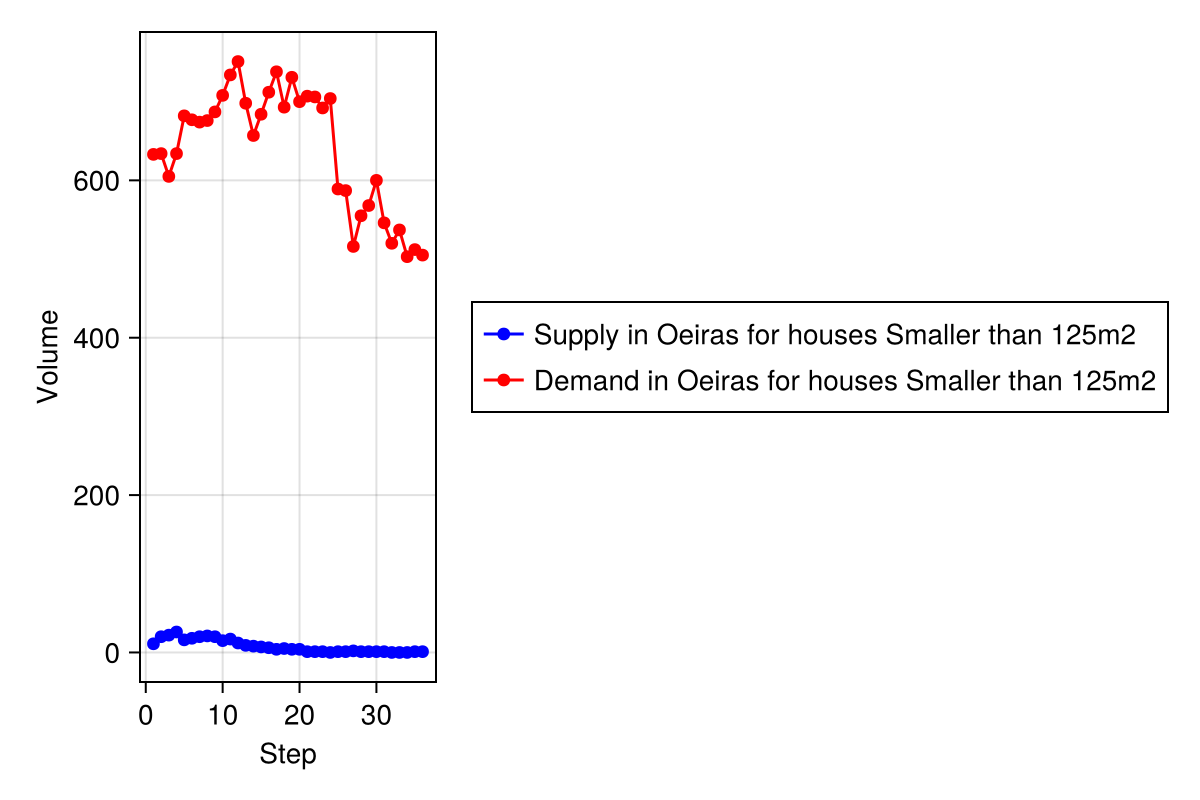 600
400
200
0
Volume
0 10 20 30
Step
Supply in Oeiras for houses Smaller than 125m2
Demand in Oeiras for houses Smaller than 125m2